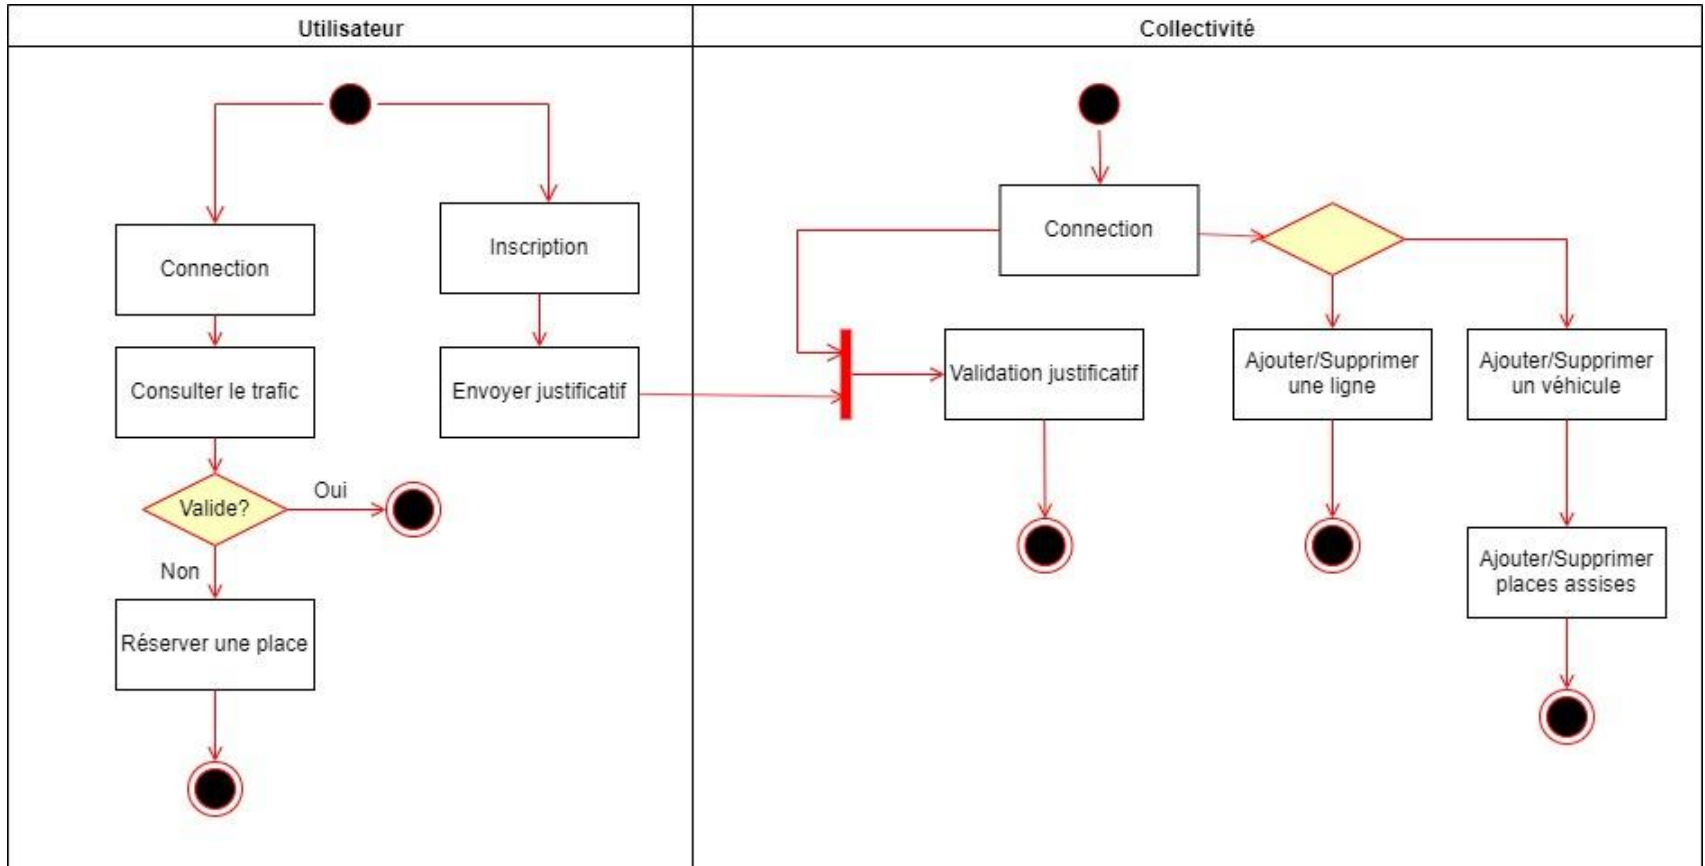 Utilisateur
Collectivité
Connection
Inscription
Consulter le trafic
Envoyer justificatif
Valide?
Oui
Non
Réserver une place
Connection
Validation justificatif
Ajouter/Supprimer
une ligne
Ajouter/Supprimer
un véhicule
Ajouter/Supprimer
places assises